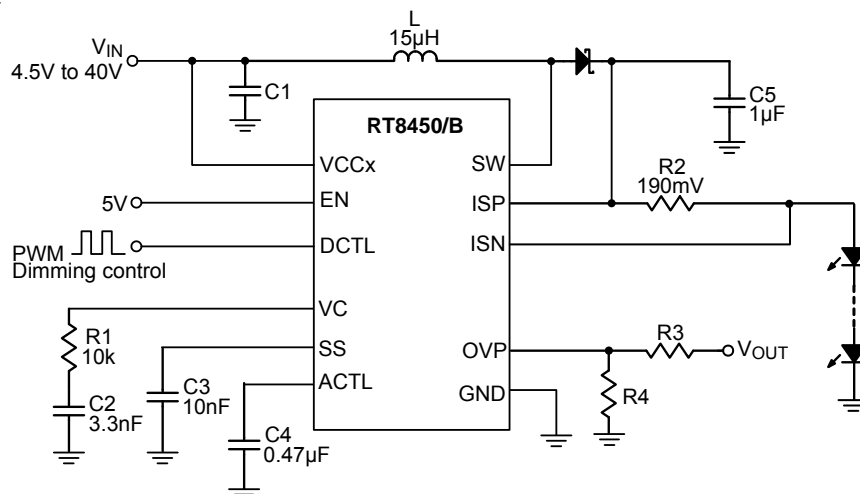 L
15µH
VIN
4.5V to 40V
C1
C5
1µF
RT8450/B
VCCx
SW
R2
190mV
5V
EN
ISP
PWM
Dimming control
DCTL
ISN
VC
R1
10k
SS
OVP
R3
VOUT
C3
10nF
ACTL
GND
R4
C2
3.3nF
C4
0.47µF